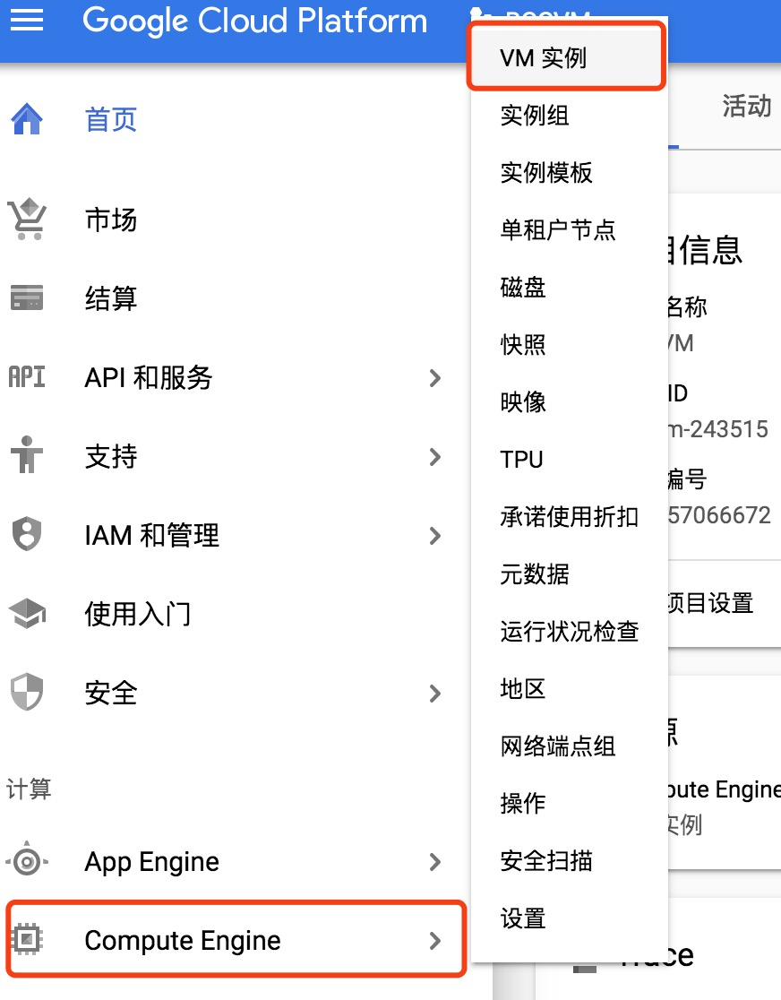 Google Cloud Platform
首页
市场
结算
API
API 和服务
支持
IAM 和管理
使用入门
安全
计算
App Engine
Compute Engine
VM 实例
实例组
实例模板
单租户节点
磁盘
快照
映像
TPU
承诺使用折扣
元数据
运行状况检查
地区
网络端点组
操作
安全扫描
设置
活动
信息
名称
VM
ID
m-243515
编号
57066672
项目设置
Engine
实例